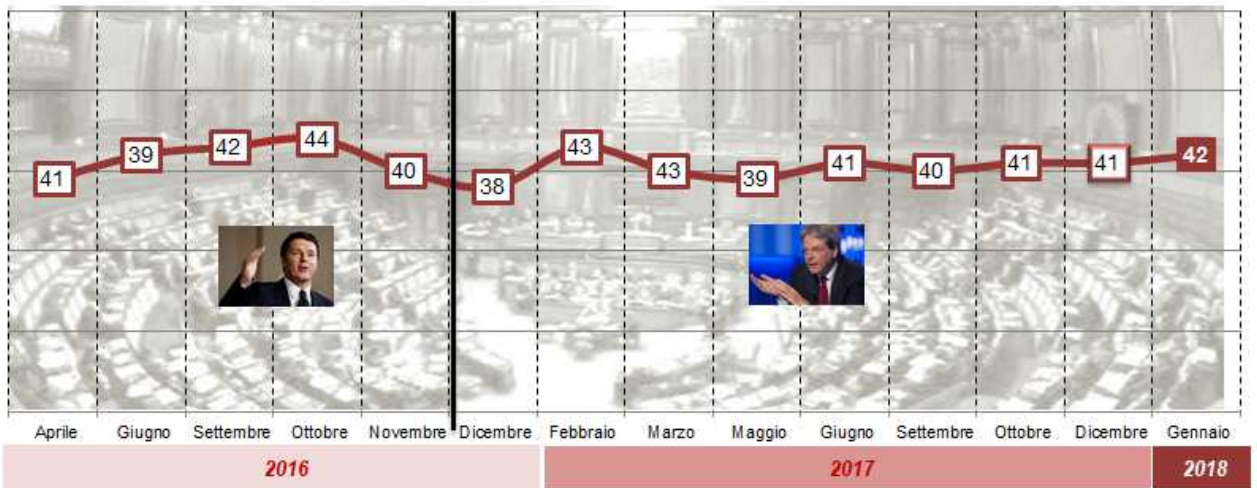 41 39 42 44 40 38 43 43 39 41 40 41 41 42
Aprile Giugno Settembre Ottobre Novembre Dicembre Febbraio Marzo Maggio Giugno Settembre Ottobre Dicembre Gennaio
2016 2017 2018